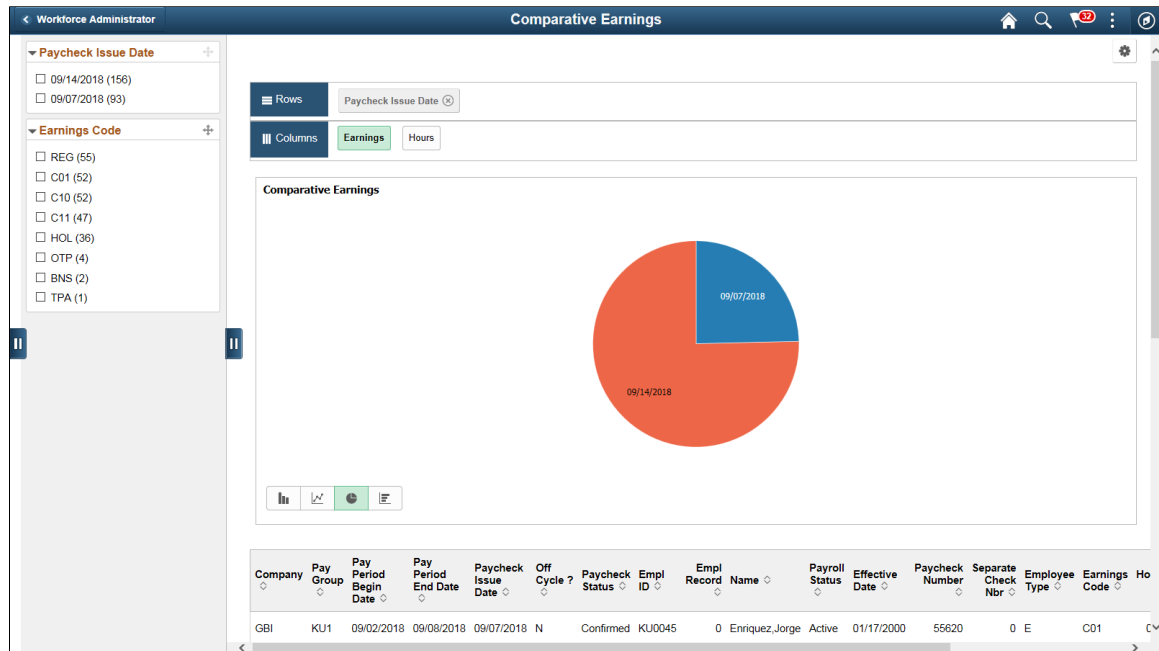 Workforce Administrator
Comparative Earnings
32
Paycheck Issue Date
09/14/2018 (156)
09/07/2018 (93)
Earnings Code
REG (55)
C01 (52)
C10 (52)
C11 (47)
HOL (36)
OTP (4)
BNS (2)
TPA (1)
Rows
Paycheck Issue Date
Columns
Earnings
Hours
Comparative Earnings
09/07/2018
09/14/2018
Company Pay Group Pay Period Begin Date Pay Period End Date Paycheck Issue Date Off Cycle ? Paycheck Status Empl ID Empl Record Name Payroll Status Effective Date Paycheck Number Separate Check Nbr Employee Type Earnings Code Ho
GBI KU1 09/02/2018 09/08/2018 09/07/2018 N Confirmed KU0045 0 Enriquez,Jorge Active 01/17/2000 55620 0 E C01